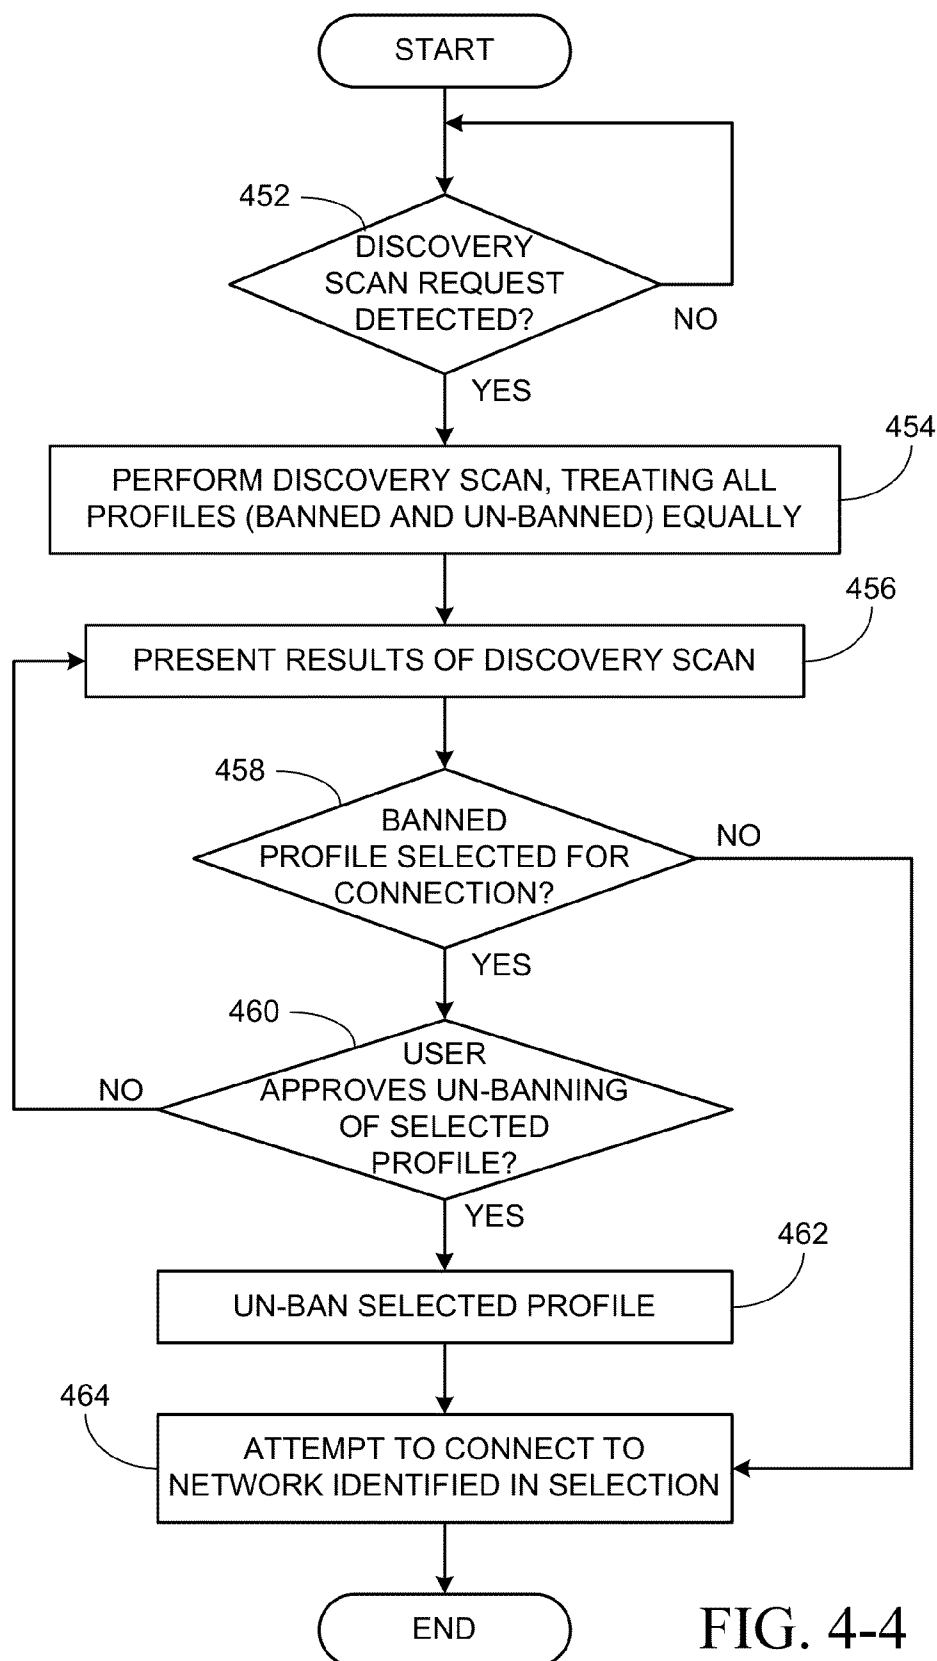 START
452
DISCOVERY
SCAN REQUEST
DETECTED?
NO
YES
454
PERFORM DISCOVERY SCAN, TREATING ALL
PROFILES (BANNED AND UN-BANNED) EQUALLY
456
PRESENT RESULTS OF DISCOVERY SCAN
458
BANNED
PROFILE SELECTED FOR
CONNECTION?
NO
YES
460
USER
APPROVES UN-BANNING
OF SELECTED
PROFILE?
NO
YES
462
UN-BAN SELECTED PROFILE
464
ATTEMPT TO CONNECT TO
NETWORK IDENTIFIED IN SELECTION
END
FIG. 4-4